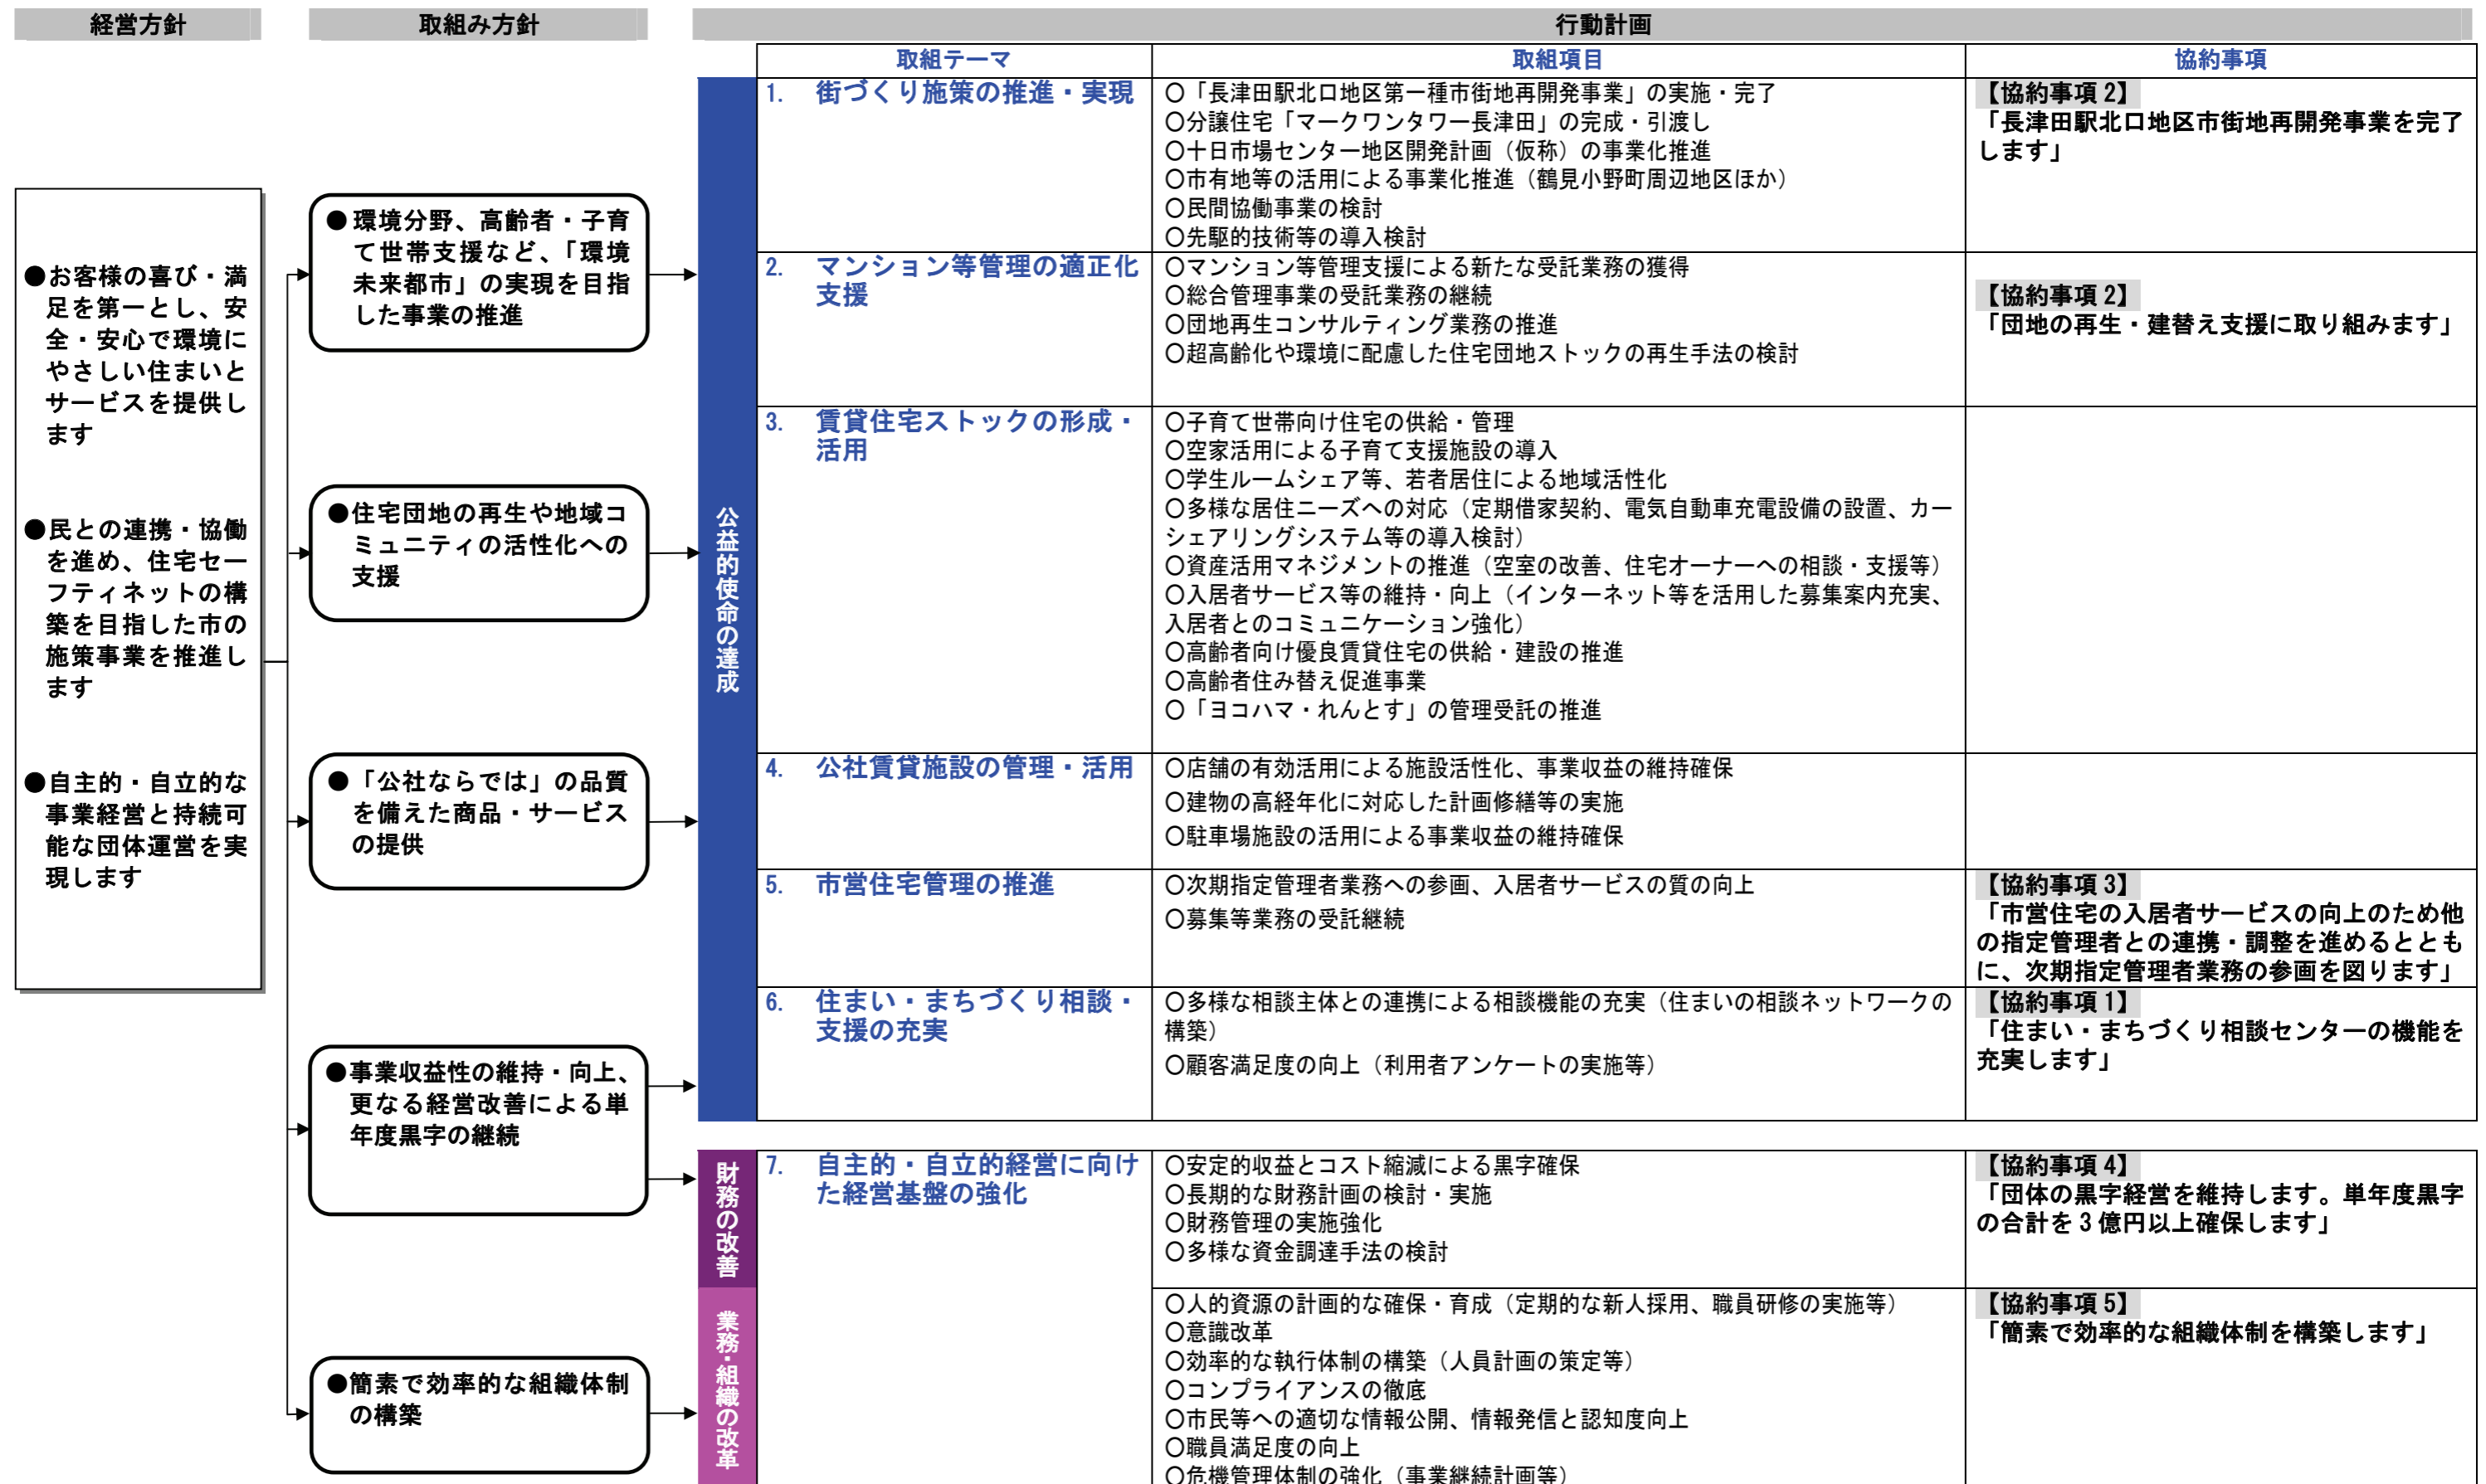 経営方針
取組み方針
行動計画
●お客様の喜び・満
足を第一とし、安
全・安心で環境に
やさしい住まいと
サービスを提供し
ます
●民との連携・協働
を進め、住宅セー
フティネットの構
築を目指した市の
施策事業を推進し
ます
●自主的・自立的な
事業経営と持続可
能な団体運営を実
現します
●環境分野、高齢者・子育
て世帯支援など、「環境
未来都市」の実現を目指
した事業の推進
●住宅団地の再生や地域コ
ミュニティの活性化への
支援
●「公社ならでは」の品質
を備えた商品・サービス
の提供
●事業収益性の維持・向上、
更なる経営改善による単
年度黒字の継続
●簡素で効率的な組織体制
の構築
公益的使命の達成
財務の改善
業務・組織の改革
取組テーマ
取組項目
協約事項
1. 街づくり施策の推進・実現
〇「長津田駅北口地区第一種市街地再開発事業」の実施・完了
〇分譲住宅「マークワンタワー長津田」の完成・引渡し
〇十日市場センター地区開発計画（仮称）の事業化推進
〇市有地等の活用による事業化推進（鶴見小野町周辺地区ほか）
〇民間協働事業の検討
〇先駆的技術等の導入検討
【協約事項 2】
「長津田駅北口地区市街地再開発事業を完了
します」
2. マンション等管理の適正化
支援
〇マンション等管理支援による新たな受託業務の獲得
〇総合管理事業の受託業務の継続
〇団地再生コンサルティング業務の推進
〇超高齢化や環境に配慮した住宅団地ストックの再生手法の検討
【協約事項 2】
「団地の再生・建替え支援に取り組みます」
3. 賃貸住宅ストックの形成・
活用
〇子育て世帯向け住宅の供給・管理
〇空家活用による子育て支援施設の導入
〇学生ルームシェア等、若者居住による地域活性化
〇多様な居住ニーズへの対応（定期借家契約、電気自動車充電設備の設置、カー
シェアリングシステム等の導入検討）
〇資産活用マネジメントの推進（空室の改善、住宅オーナーへの相談・支援等）
〇入居者サービス等の維持・向上（インターネット等を活用した募集案内充実、
入居者とのコミュニケーション強化）
〇高齢者向け優良賃貸住宅の供給・建設の推進
〇高齢者住み替え促進事業
〇「ヨコハマ・れんとす」の管理受託の推進
4. 公社賃貸施設の管理・活用
〇店舗の有効活用による施設活性化、事業収益の維持確保
〇建物の高経年化に対応した計画修繕等の実施
〇駐車場施設の活用による事業収益の維持確保
5. 市営住宅管理の推進
〇次期指定管理者業務への参画、入居者サービスの質の向上
〇募集等業務の受託継続
【協約事項 3】
「市営住宅の入居者サービスの向上のため他
の指定管理者との連携・調整を進めるととも
に、次期指定管理者業務の参画を図ります」
6. 住まい・まちづくり相談・
支援の充実
〇多様な相談主体との連携による相談機能の充実（住まいの相談ネットワークの
構築）
〇顧客満足度の向上（利用者アンケートの実施等）
【協約事項 1】
「住まい・まちづくり相談センターの機能を
充実します」
7. 自主的・自立的経営に向け
た経営基盤の強化
〇安定的収益とコスト縮減による黒字確保
〇長期的な財務計画の検討・実施
〇財務管理の実施強化
〇多様な資金調達手法の検討
【協約事項 4】
「団体の黒字経営を維持します。単年度黒字
の合計を 3 億円以上確保します」
〇人的資源の計画的な確保・育成（定期的な新人採用、職員研修の実施等）
〇意識改革
〇効率的な執行体制の構築（人員計画の策定等）
〇コンプライアンスの徹底
〇市民等への適切な情報公開、情報発信と認知度向上
〇職員満足度の向上
〇危機管理体制の強化（事業継続計画等）
【協約事項 5】
「簡素で効率的な組織体制を構築します」